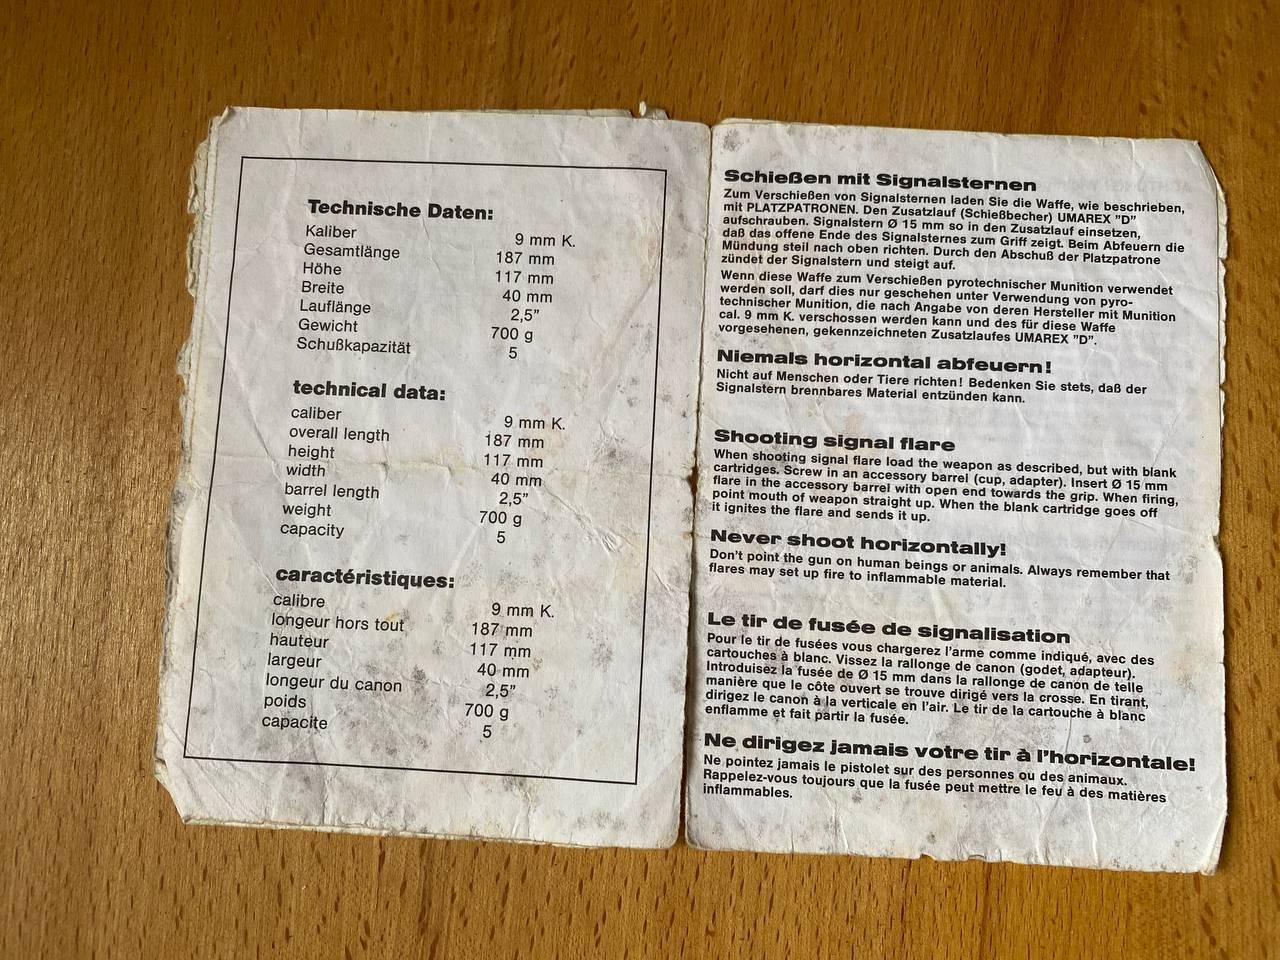 Technische Daten:
Kaliber 9 mm K.
Gesamtlänge 187 mm
Höhe 117 mm
Breite 40 mm
Lauflänge 2,5”
Gewicht 700 g
Schußkapazität 5
technical data:
caliber 9 mm K.
overall length 187 mm
height 117 mm
width 40 mm
barrel length 2,5”
weight 700 g
capacity 5
caractéristiques:
calibre 9 mm K.
longeur hors tout 187 mm
hauteur 117 mm
largeur 40 mm
longeur du canon 2,5”
poids 700 g
capacite 5
Schießen mit Signalsternen
Zum Verschießen von Signalsternen laden Sie die Waffe, wie beschrieben,
mit PLATZPATRONEN. Den Zusatzlauf (Schießbecher) UMAREX ”D”
aufschrauben. Signalstern Ø 15 mm so in den Zusatzlauf einsetzen,
daß das offene Ende des Signalsternes zum Griff zeigt. Beim Abfeuern die
Mündung steil nach oben richten. Durch den Abschuß der Platzpatrone
zündet der Signalstern und steigt auf.
Wenn diese Waffe zum Verschießen pyrotechnischer Munition verwendet
werden soll, darf dies nur geschehen unter Verwendung von pyro-
technischer Munition, die nach Angabe von deren Hersteller mit Munition
cal. 9 mm K. verschossen werden kann und des für diese Waffe
vorgesehenen, gekennzeichneten Zusatzlaufes UMAREX ”D”.
Niemals horizontal abfeuern!
Nicht auf Menschen oder Tiere richten! Bedenken Sie stets, daß der
Signalstern brennbares Material entzünden kann.
Shooting signal flare
When shooting signal flare load the weapon as described, but with blank
cartridges. Screw in an accessory barrel (cup, adapter). Insert Ø 15 mm
flare in the accessory barrel with open end towards the grip. When firing,
point mouth of weapon straight up. When the blank cartridge goes off
it ignites the flare and sends it up.
Never shoot horizontally!
Don’t point the gun on human beings or animals. Always remember that
flares may set up fire to inflammable material.
Le tir de fusée de signalisation
Pour le tir de fusées vous chargerez l’arme comme indiqué, avec des
cartouches à blanc. Vissez la rallonge de canon (godet, adapteur).
Introduisez la fusée de Ø 15 mm dans la rallonge de canon de telle
manière que le côte ouvert se trouve dirigé vers la crosse. En tirant,
dirigez le canon à la verticale en l’air. Le tir de la cartouche à blanc
enflamme et fait partir la fusée.
Ne dirigez jamais votre tir à l’horizontale!
Ne pointez jamais le pistolet sur des personnes ou des animaux.
Rappelez-vous toujours que la fusée peut mettre le feu à des matières
inflammables.